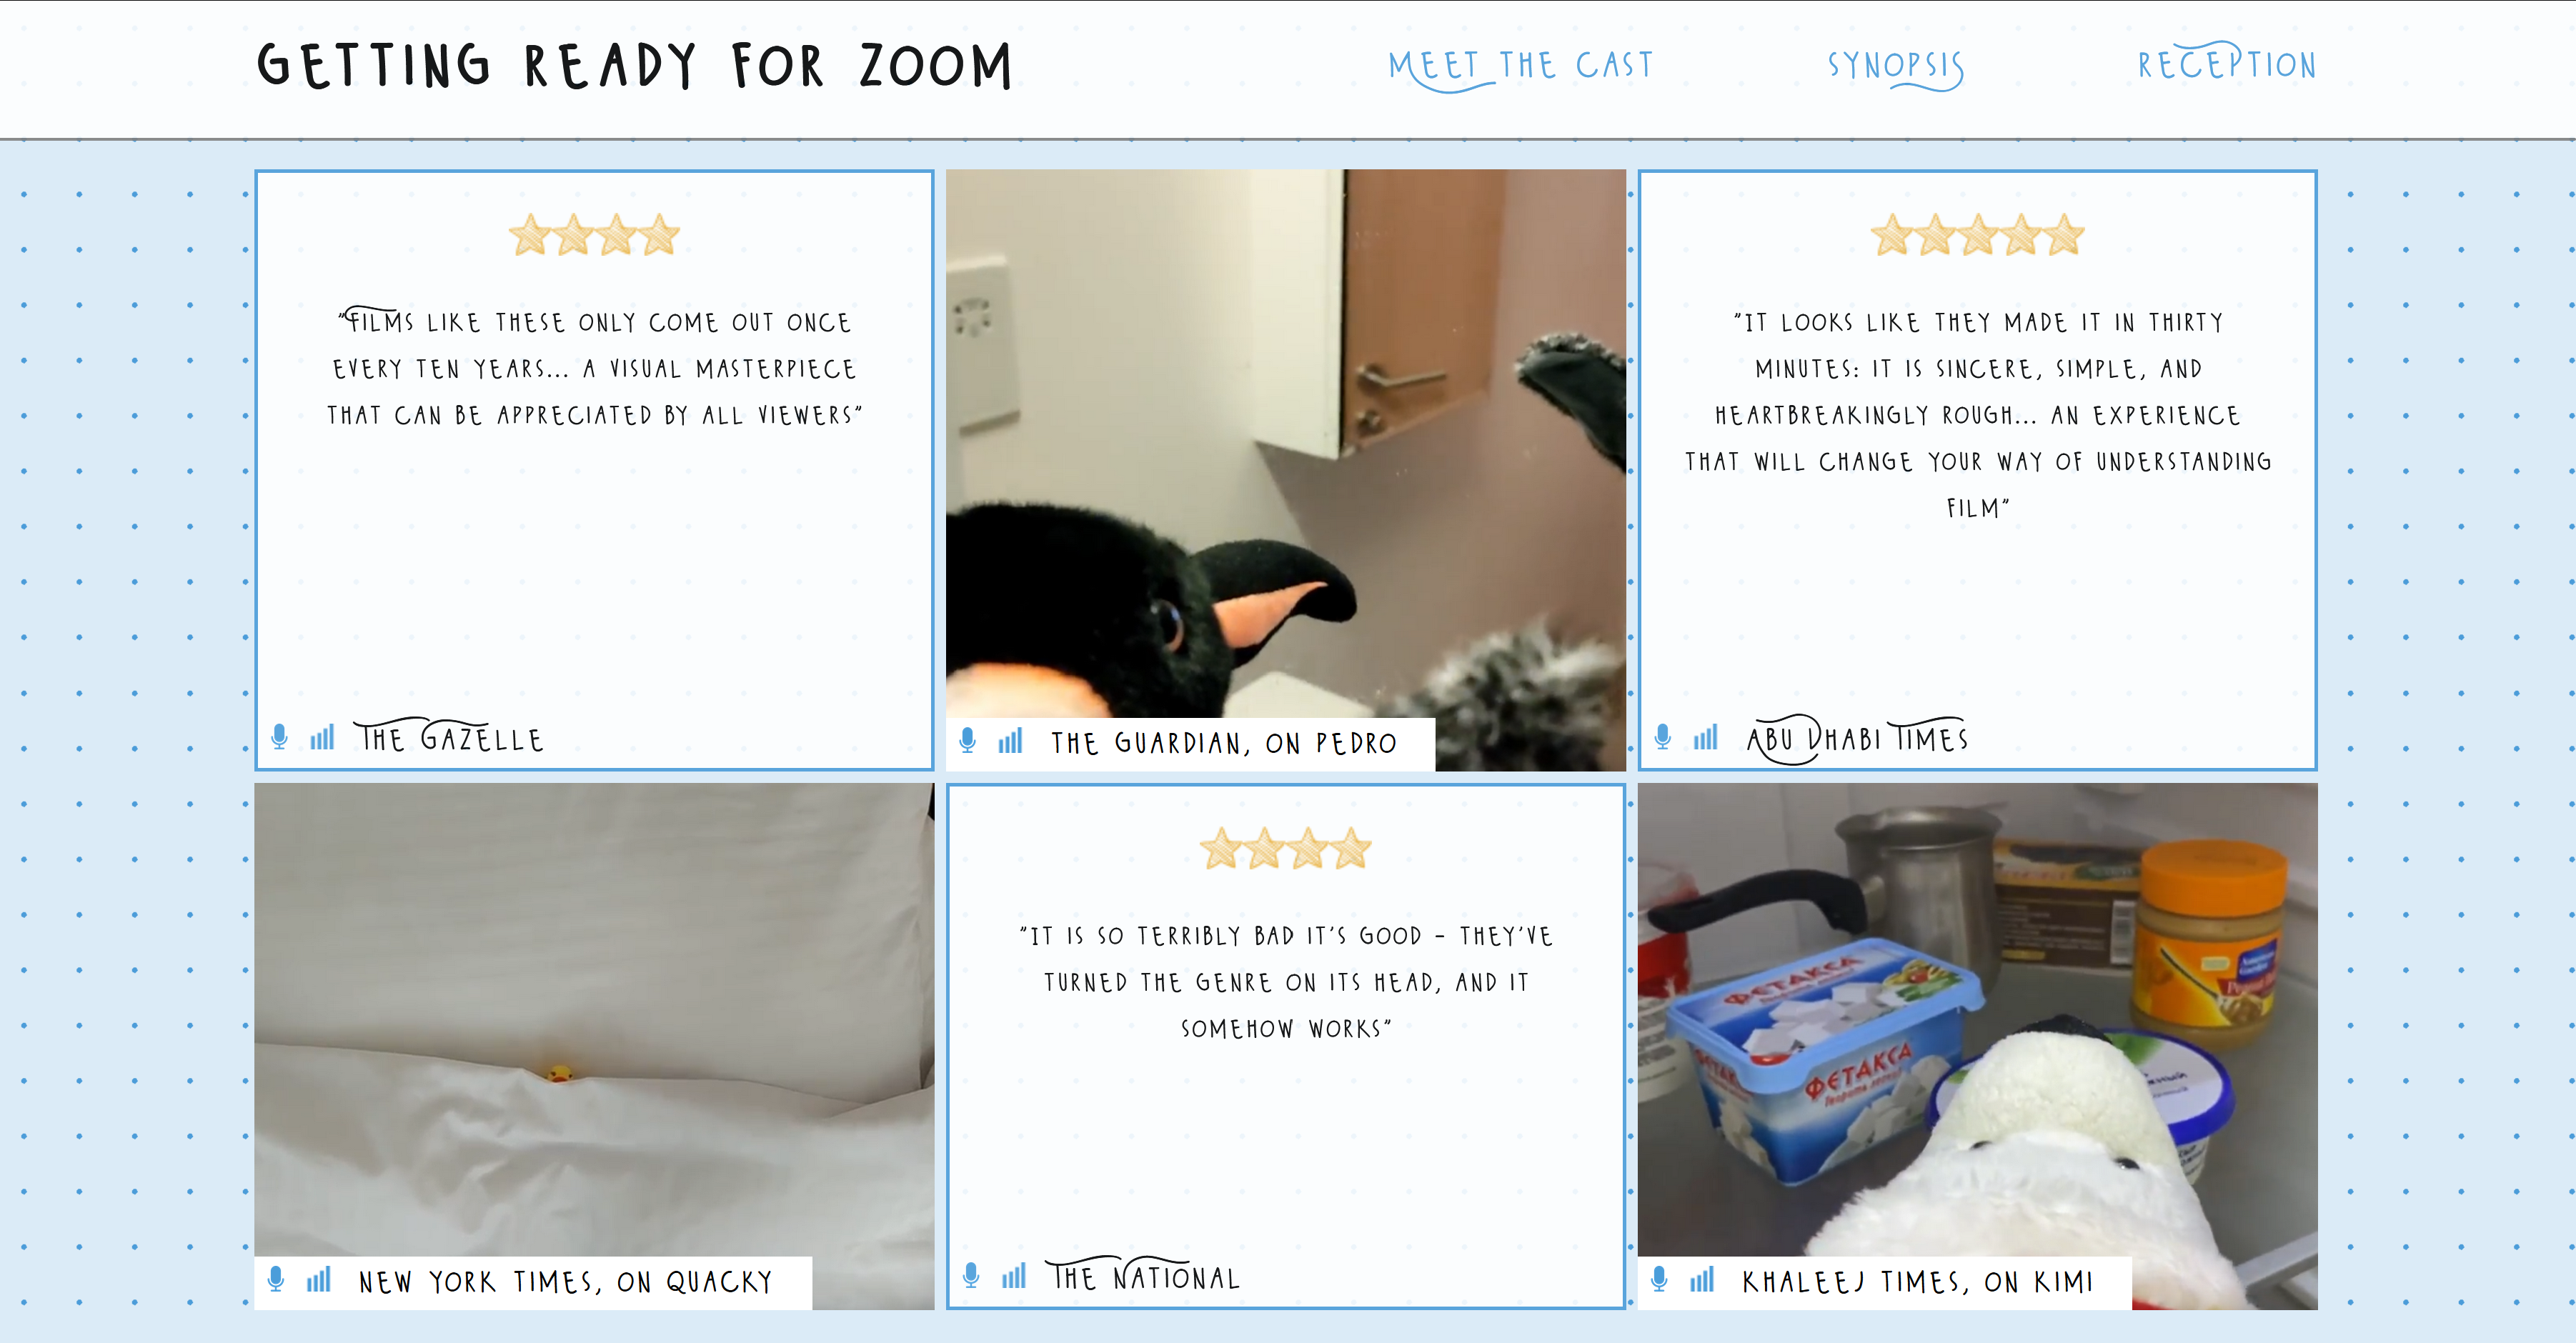 GETTING READY FOR ZOOM
MEET THE CAST
SYNOPSIS
RECEPTION
"FILMS LIKE THESE ONLY COME OUT ONCE
EVERY TEN YEARS... A VISUAL MASTERPIECE
THAT CAN BE APPRECIATED BY ALL VIEWERS"
THE GAZELLE
THE GUARDIAN, ON PEDRO
"IT LOOKS LIKE THEY MADE IT IN THIRTY
MINUTES: IT IS SINCERE, SIMPLE, AND
HEARTBREAKINGLY ROUGH... AN EXPERIENCE
THAT WILL CHANGE YOUR WAY OF UNDERSTANDING
FILM"
ABU DHABI TIMES
NEW YORK TIMES, ON QUACKY
"IT IS SO TERRIBLY BAD IT'S GOOD - THEY'VE
TURNED THE GENRE ON ITS HEAD, AND IT
SOMEHOW WORKS"
THE NATIONAL
ФЕТАКСА
ФЕТАКСА
KHALEEJ TIMES, ON KIMI